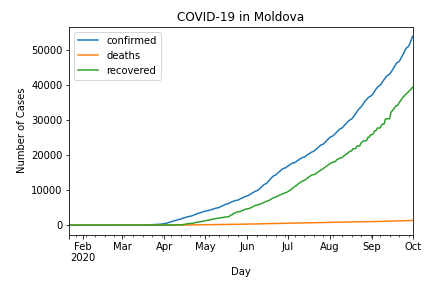 COVID-19 in Moldova
confirmed
deaths
recovered
Number of Cases
50000
40000
30000
20000
10000
0
Feb Mar Apr May Jun Jul Aug Sep Oct
2020
Day